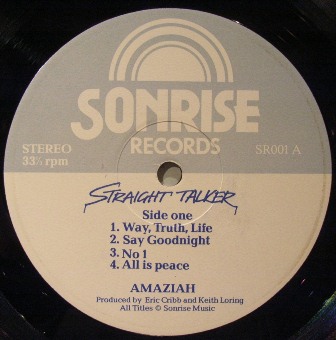 SONRISE
RECORDS
STEREO
33⅓ rpm
SR001 A
STRAIGHT TALKER
Side one
1. Way, Truth, Life
2. Say Goodnight
3. No 1
4. All is peace
AMAZIAH
Produced by Eric Cribb and Keith Loring
All Titles © Sonrise Music